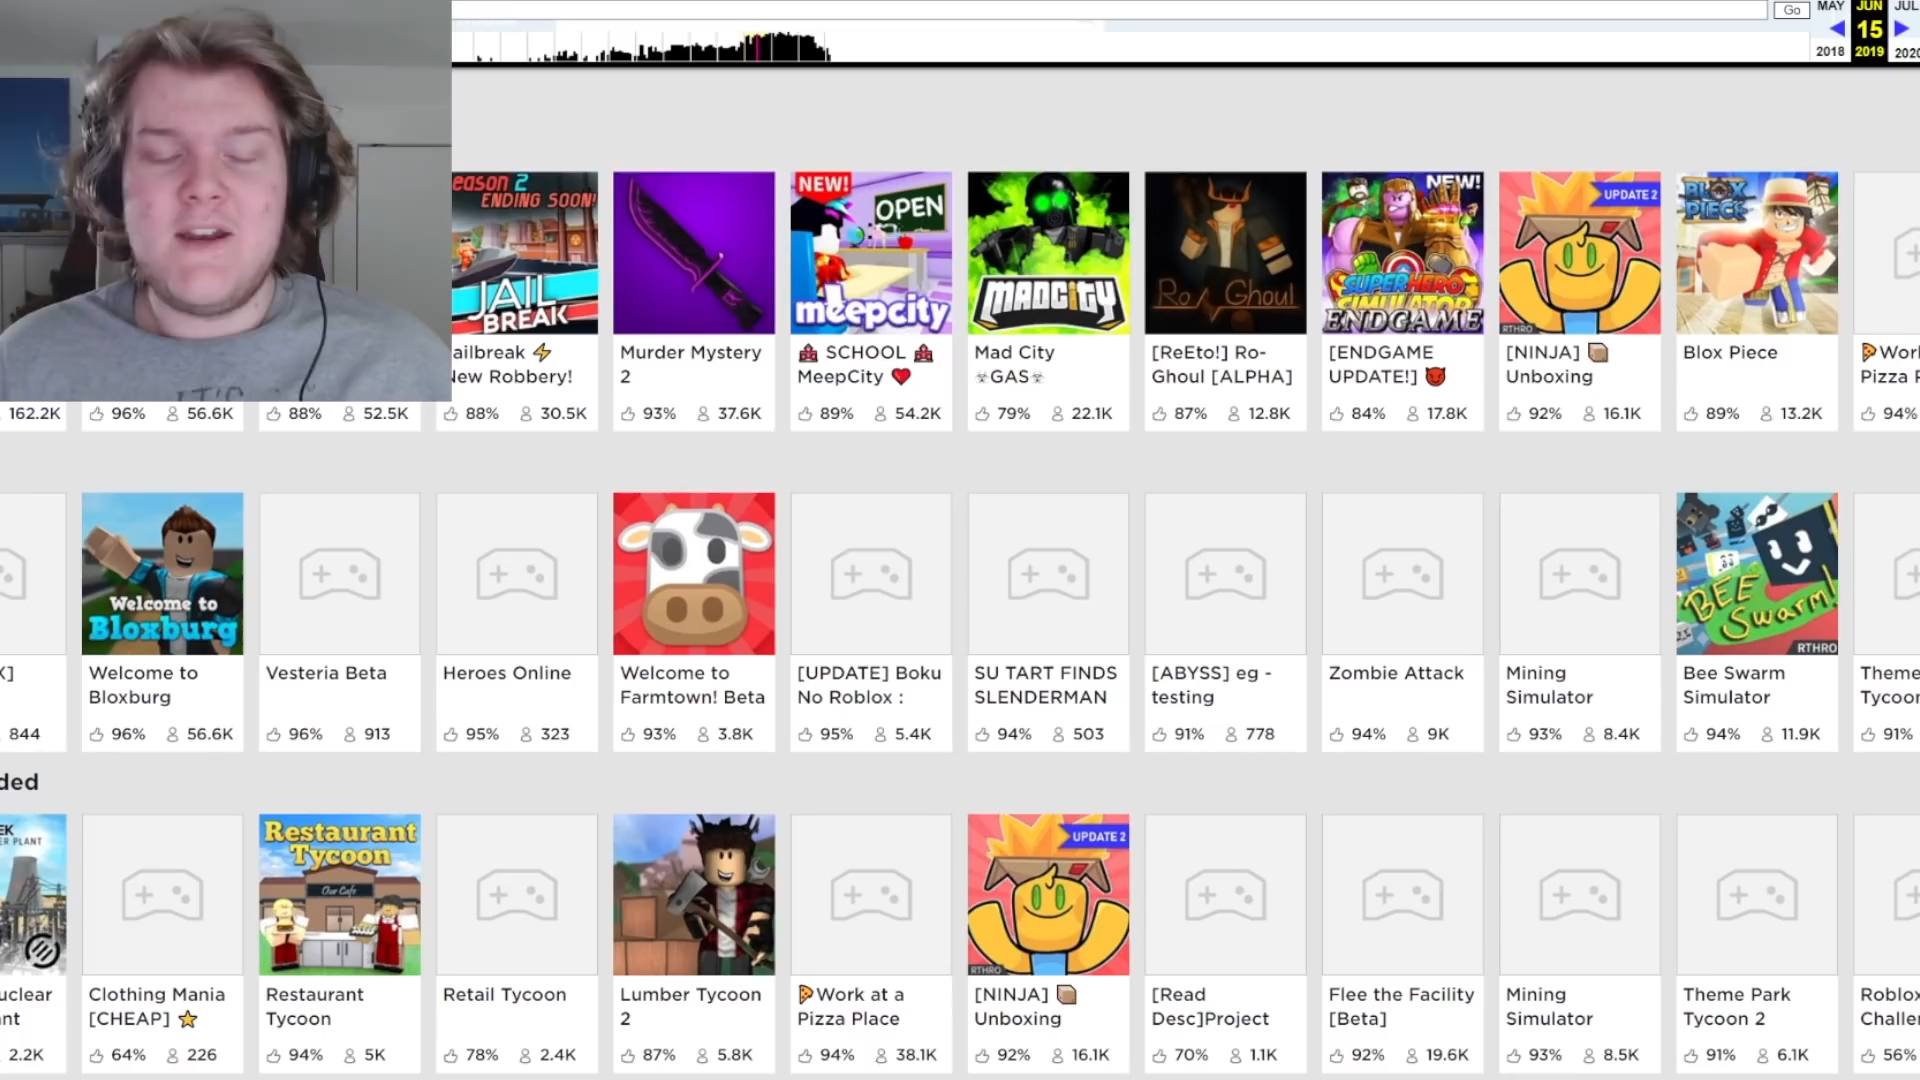 Go
MAY JUN JUL
15
2018 2019 2020
eason 2
ENDING SOON!
JAIL
BREAK
NEW!
OPEN
meepcity
MADCITY
Ro/Ghoul
NEW!
SUPERHERO
SIMULATOR
ENDGAME
UPDATE 2
RTHRO
BLOX
PIECE
IT'S
ailbreak ⚡
New Robbery!
Murder Mystery
2
🏫 SCHOOL 🏫
MeepCity ❤
Mad City
☣GAS☣
[ReEto!] Ro-
Ghoul [ALPHA]
[ENDGAME
UPDATE!] 😈
[NINJA] 📦
Unboxing
Blox Piece
🍕Work
Pizza P
162.2K
96% 56.6K
88% 52.5K
88% 30.5K
93% 37.6K
89% 54.2K
79% 22.1K
87% 12.8K
84% 17.8K
92% 16.1K
89% 13.2K
94%
Welcome to
Bloxburg
BEE
Swarm!
RTHRO
X]
844
Welcome to
Bloxburg
96% 56.6K
Vesteria Beta
96% 913
Heroes Online
95% 323
Welcome to
Farmtown! Beta
93% 3.8K
[UPDATE] Boku
No Roblox :
95% 5.4K
SU TART FINDS
SLENDERMAN
94% 503
[ABYSS] eg -
testing
91% 778
Zombie Attack
94% 9K
Mining
Simulator
93% 8.4K
Bee Swarm
Simulator
94% 11.9K
Theme
Tycoon
91%
ded
EK
ER PLANT
Restaurant
Tycoon
Our Cafe
UPDATE 2
RTHRO
uclear
nt
2.2K
Clothing Mania
[CHEAP] ⭐
64% 226
Restaurant
Tycoon
94% 5K
Retail Tycoon
78% 2.4K
Lumber Tycoon
2
87% 5.8K
🍕Work at a
Pizza Place
94% 38.1K
[NINJA] 📦
Unboxing
92% 16.1K
[Read
Desc]Project
70% 1.1K
Flee the Facility
[Beta]
92% 19.6K
Mining
Simulator
93% 8.5K
Theme Park
Tycoon 2
91% 6.1K
Roblox
Challen
56%